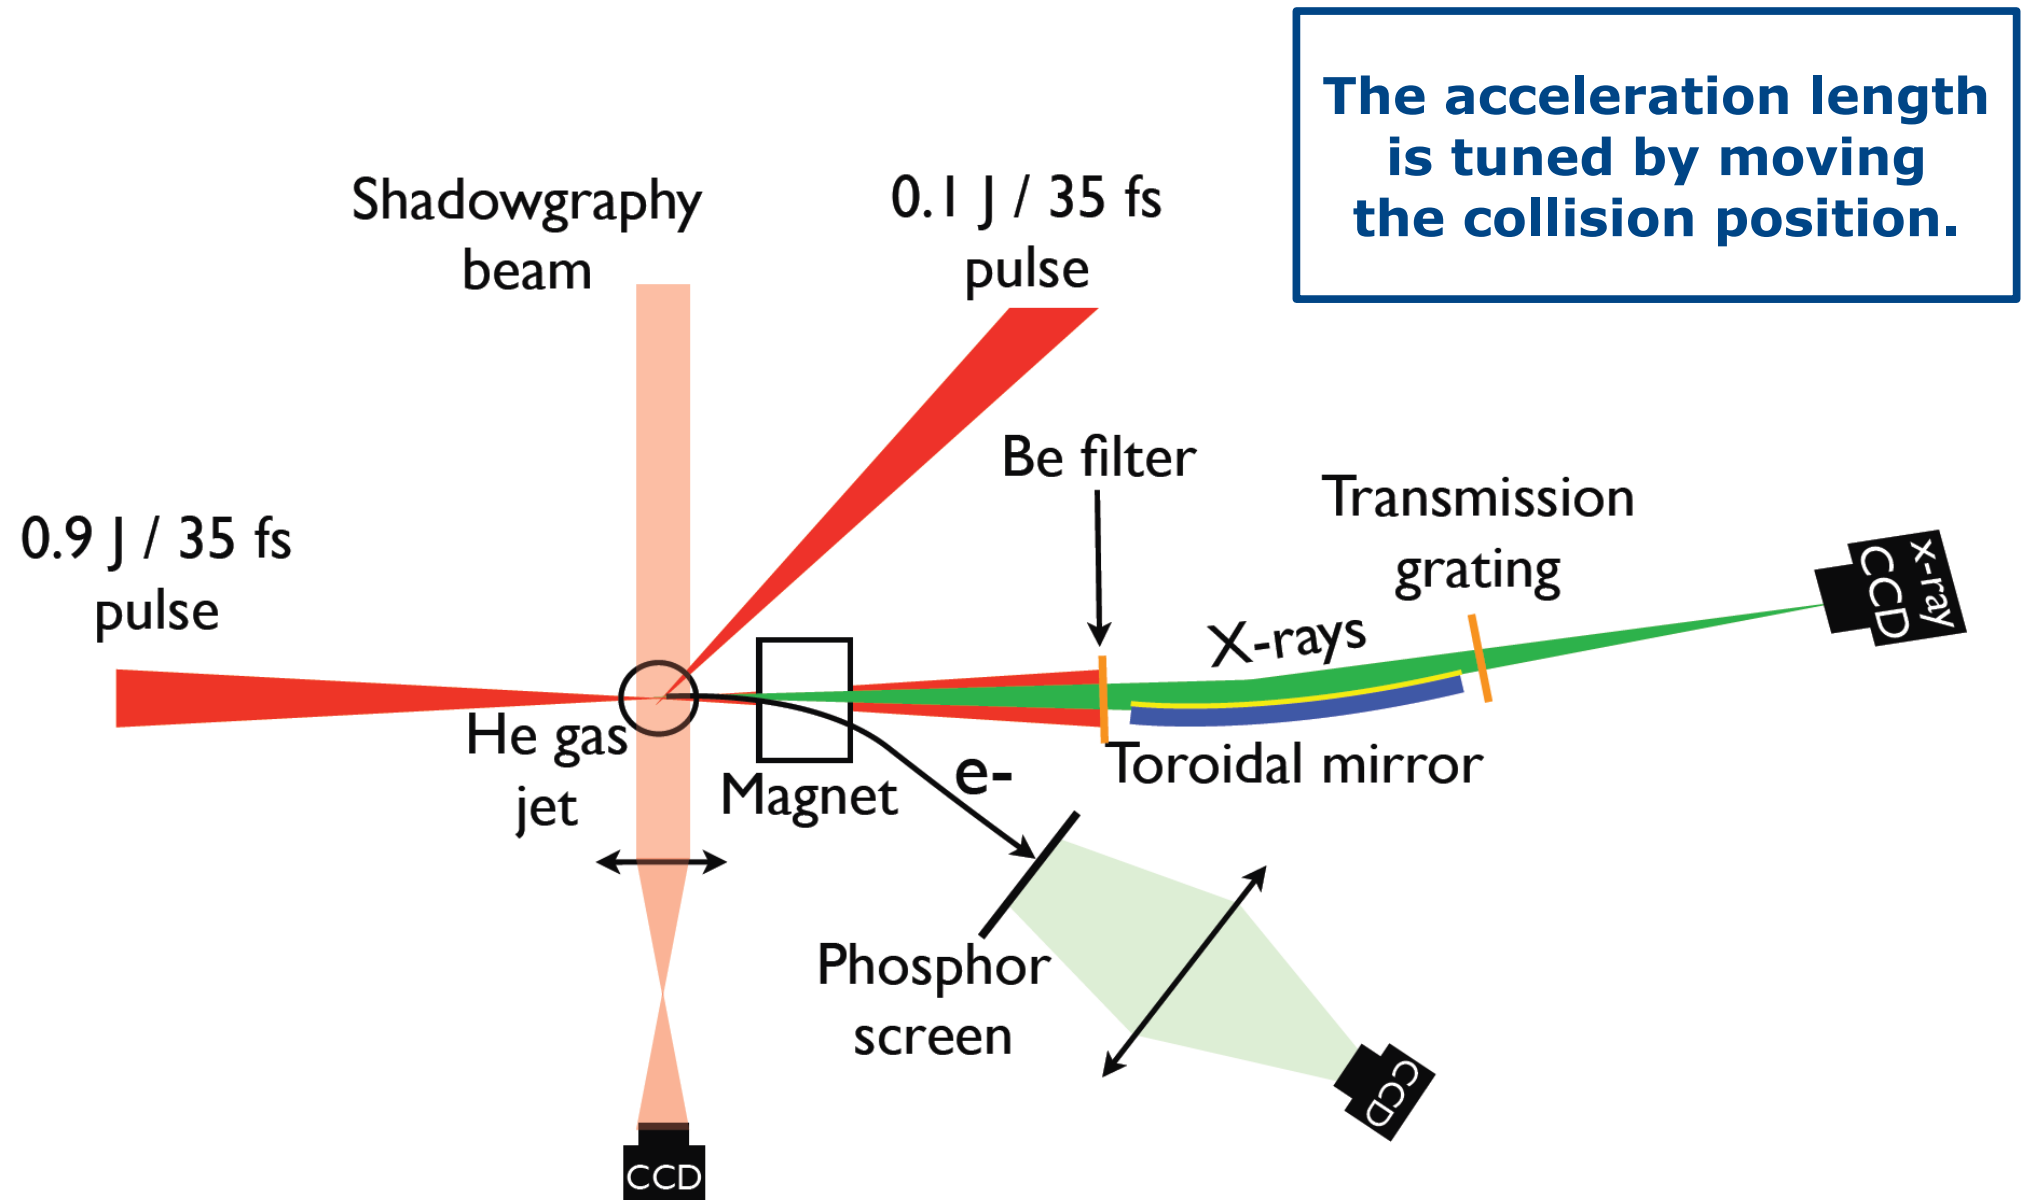 The acceleration length
is tuned by moving
the collision position.
Shadowgraphy
beam
0.1 J / 35 fs
pulse
Be filter
Transmission
grating
0.9 J / 35 fs
pulse
x-ray
CCD
X-rays
He gas
jet
Magnet
e-
Toroidal mirror
Phosphor
screen
CCD
CCD